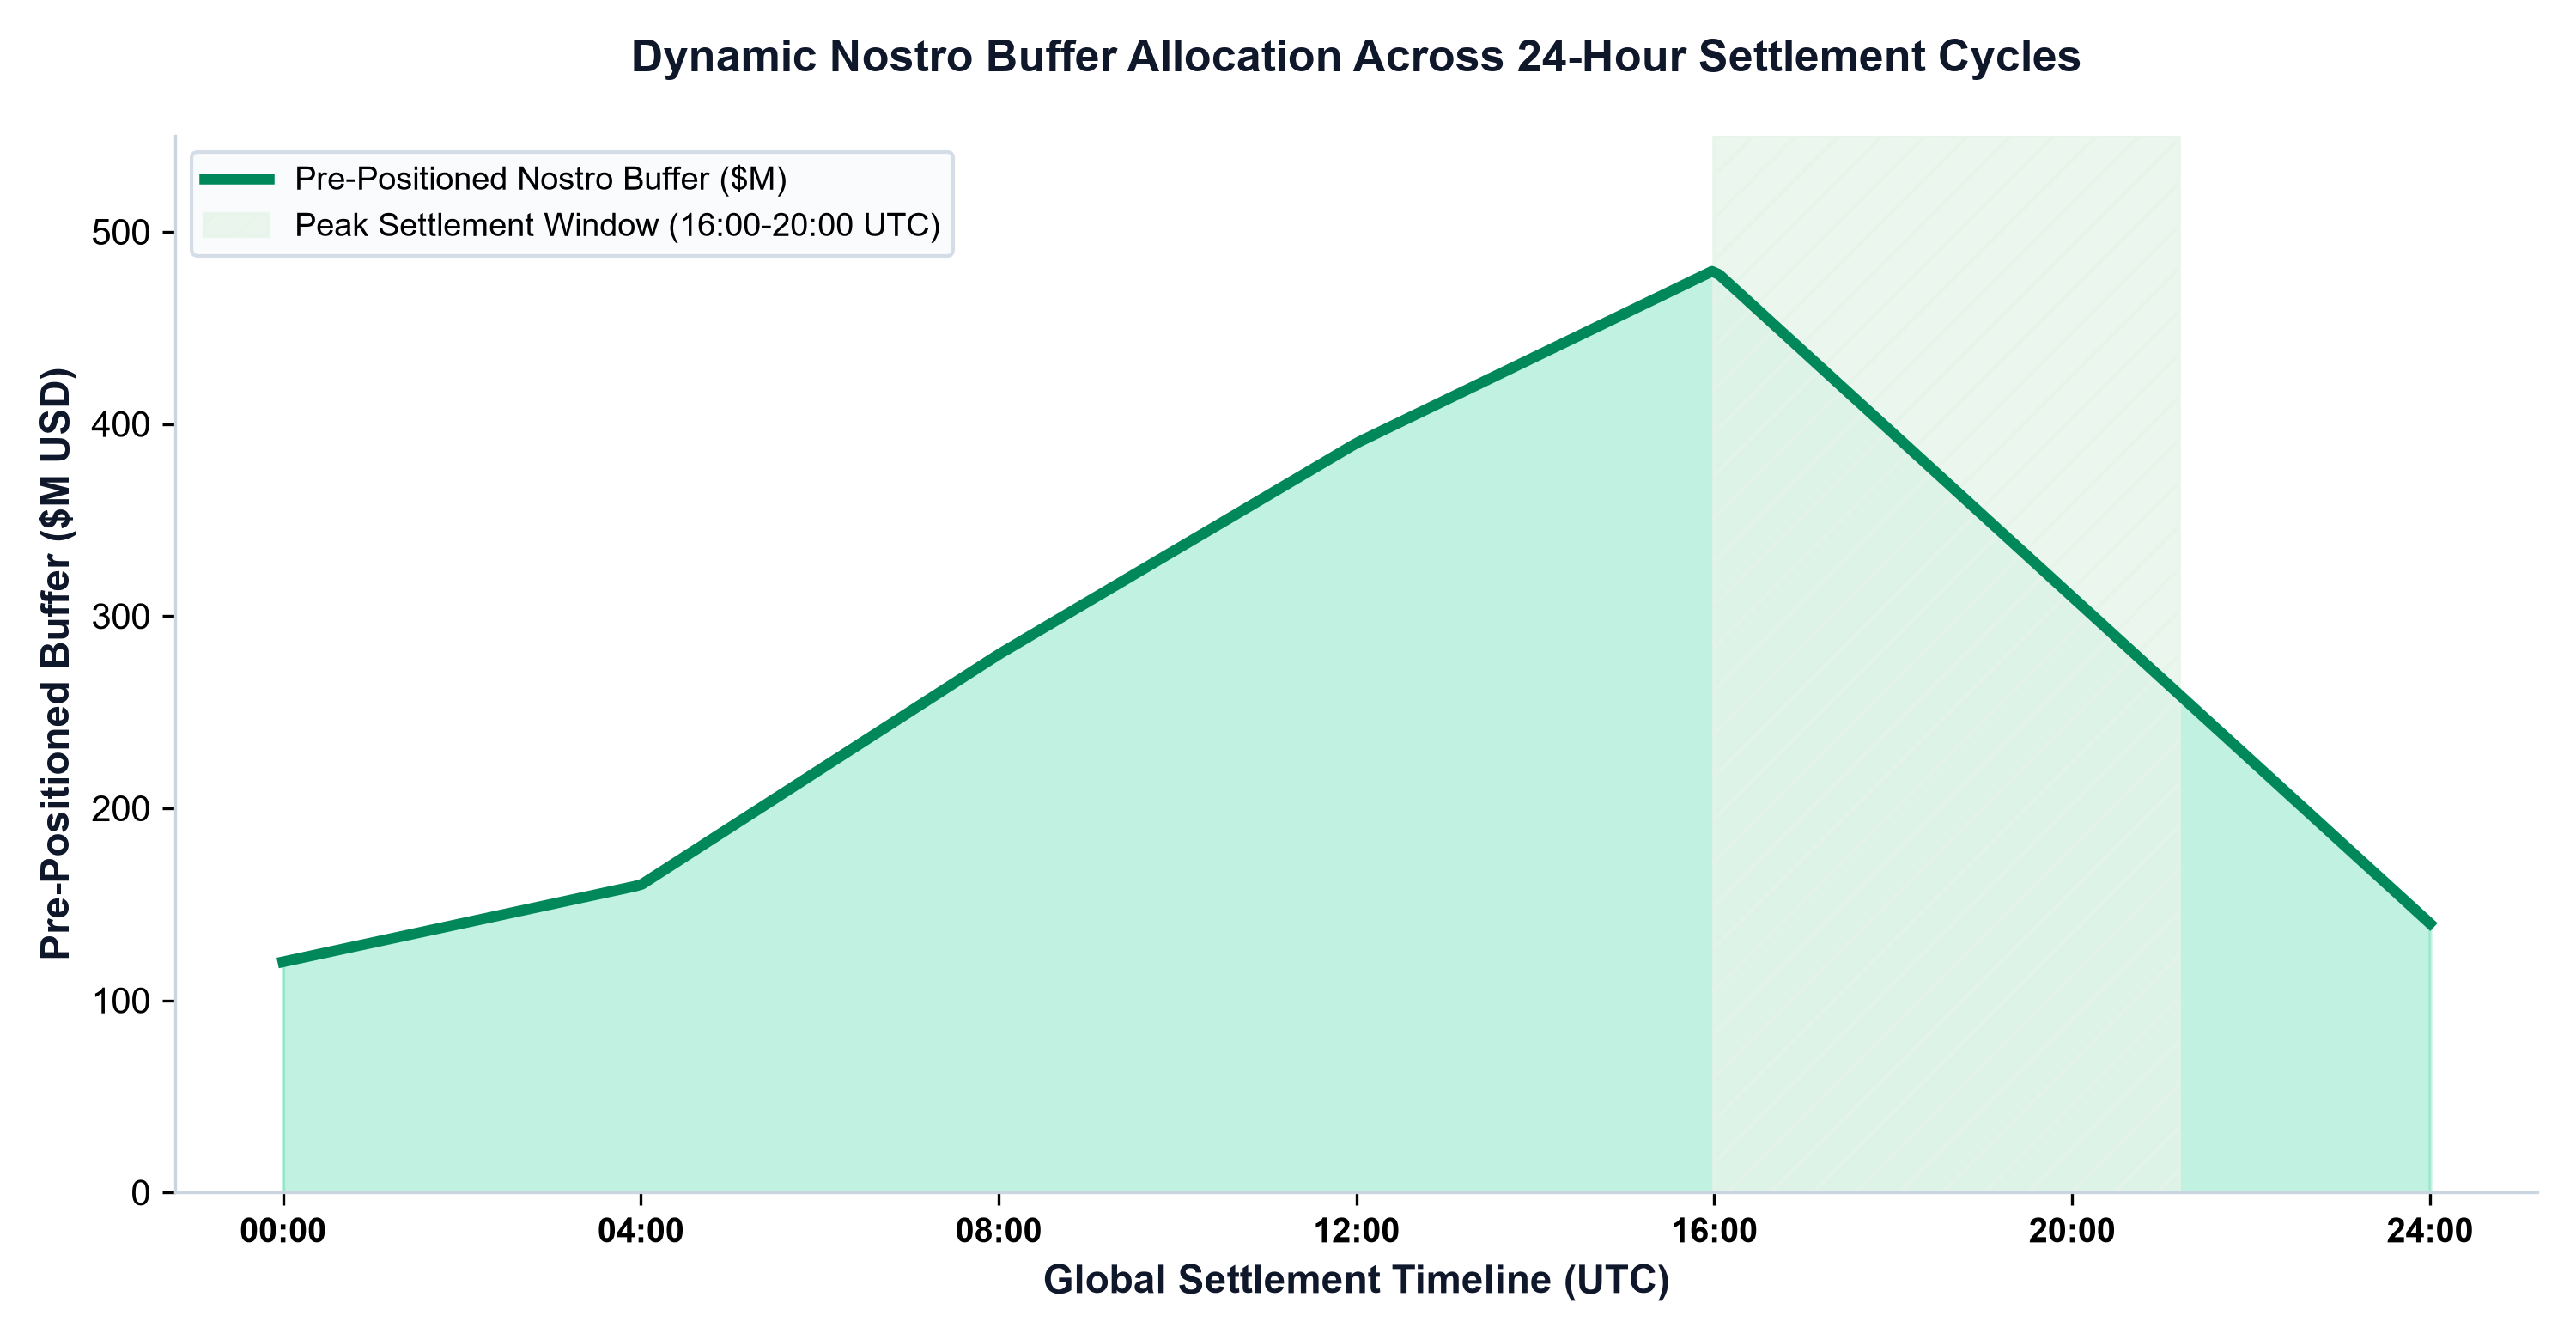 Dynamic Nostro Buffer Allocation Across 24-Hour Settlement Cycles
Pre-Positioned Nostro Buffer ($M)
Peak Settlement Window (16:00-20:00 UTC)
Pre-Positioned Buffer ($M USD)
500
400
300
200
100
0
00:00 04:00 08:00 12:00 16:00 20:00 24:00
Global Settlement Timeline (UTC)